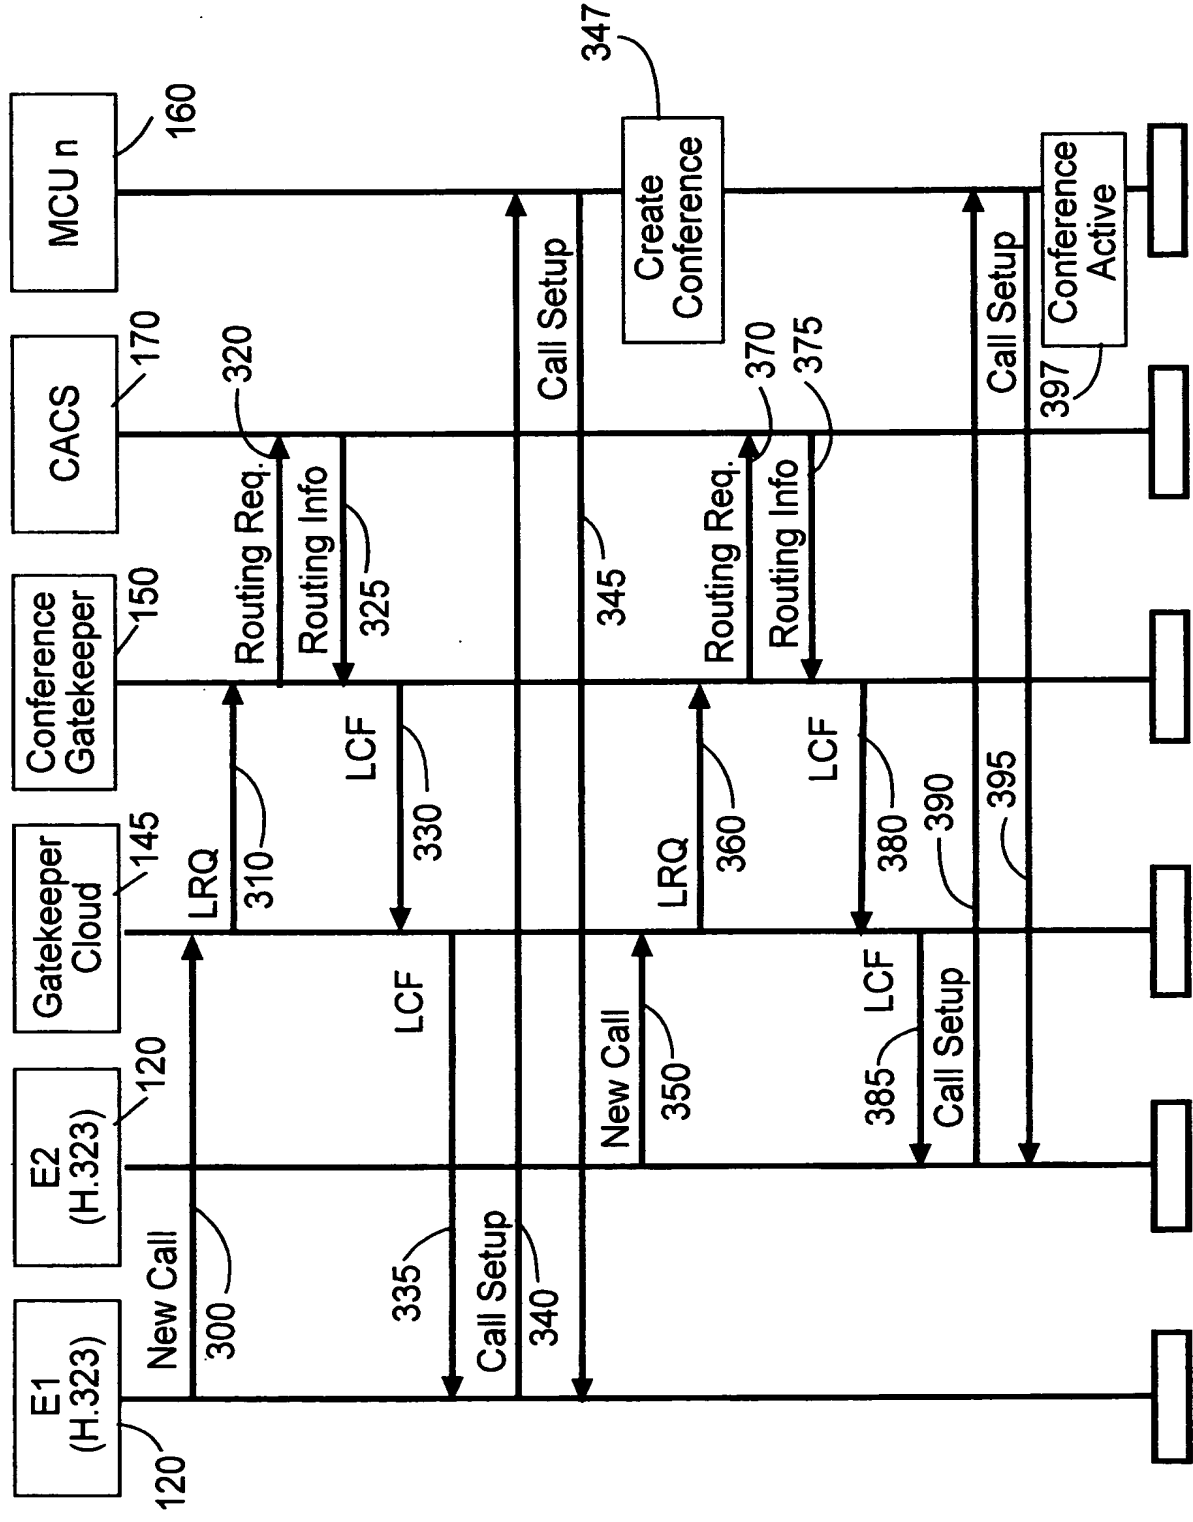 E1
(H.323)
120
E2
(H.323)
120
Gatekeeper
Cloud
145
Conference
Gatekeeper
150
CACS
170
MCU n
160
New Call
300
LRQ
310
Routing Req.
320
Routing Info
325
LCF
330
LCF
335
Call Setup
340
Call Setup
345
Create
Conference
347
New Call
350
LRQ
360
Routing Req.
370
Routing Info
375
LCF
380
LCF
385
Call Setup
390
Call Setup
395
Conference
Active
397